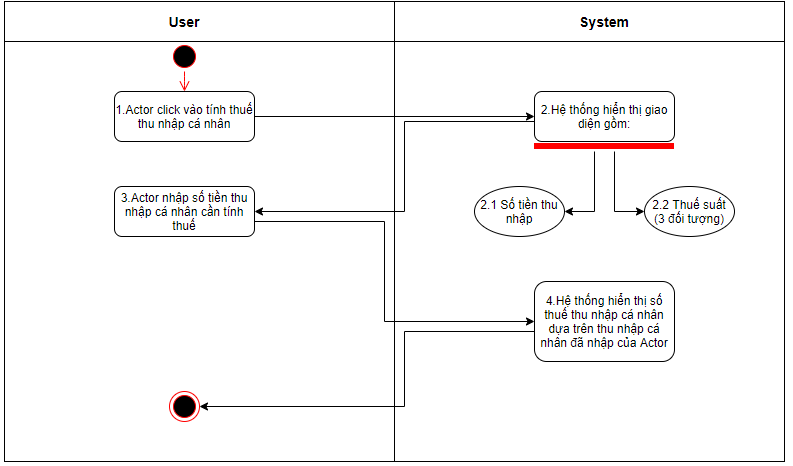 User
System
1.Actor click vào tính thuế
thu nhập cá nhân
2.Hệ thống hiển thị giao
diện gồm:
3.Actor nhập số tiền thu
nhập cá nhân cần tính
thuế
2.1 Số tiền thu
nhập
2.2 Thuế suất
(3 đối tượng)
4.Hệ thống hiển thị số
thuế thu nhập cá nhân
dựa trên thu nhập cá
nhân đã nhập của Actor